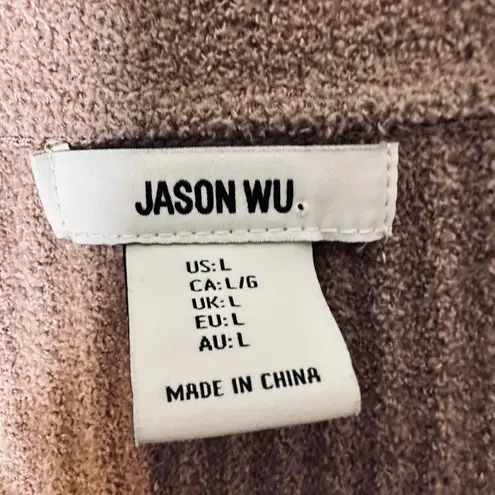 JASON WU.
US: L
CA: L/G
UK: L
EU: L
AU: L
MADE IN CHINA